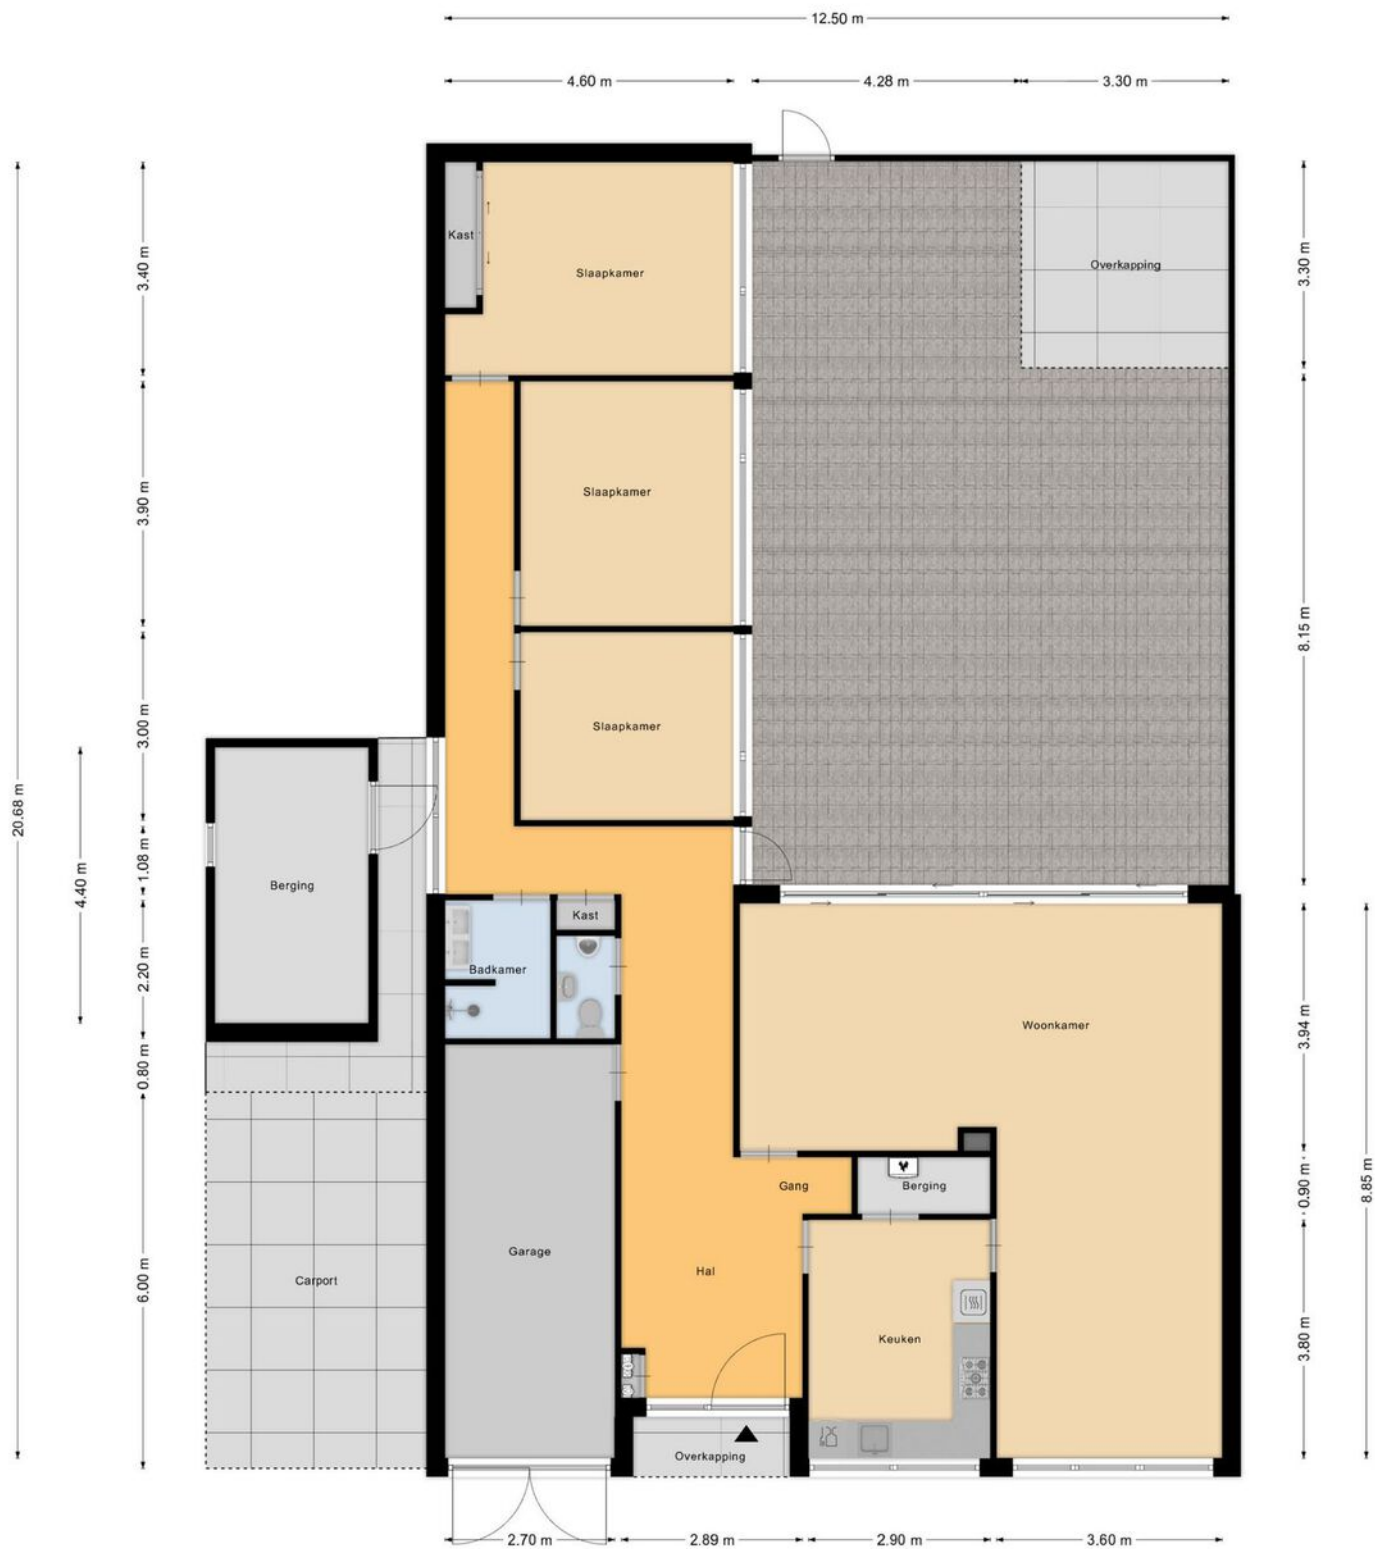 12.50 m
4.60 m
4.28 m
3.30 m
Kast
Slaapkamer
Overkapping
3.40 m
3.30 m
Slaapkamer
3.90 m
8.15 m
Slaapkamer
3.00 m
20.68 m
4.40 m
1.08 m
Berging
Kast
Badkamer
2.20 m
Woonkamer
3.94 m
0.80 m
Gang
Berging
0.90 m
8.85 m
Garage
Hal
Carport
6.00 m
Keuken
3.80 m
Overkapping
2.70 m
2.89 m
2.90 m
3.60 m